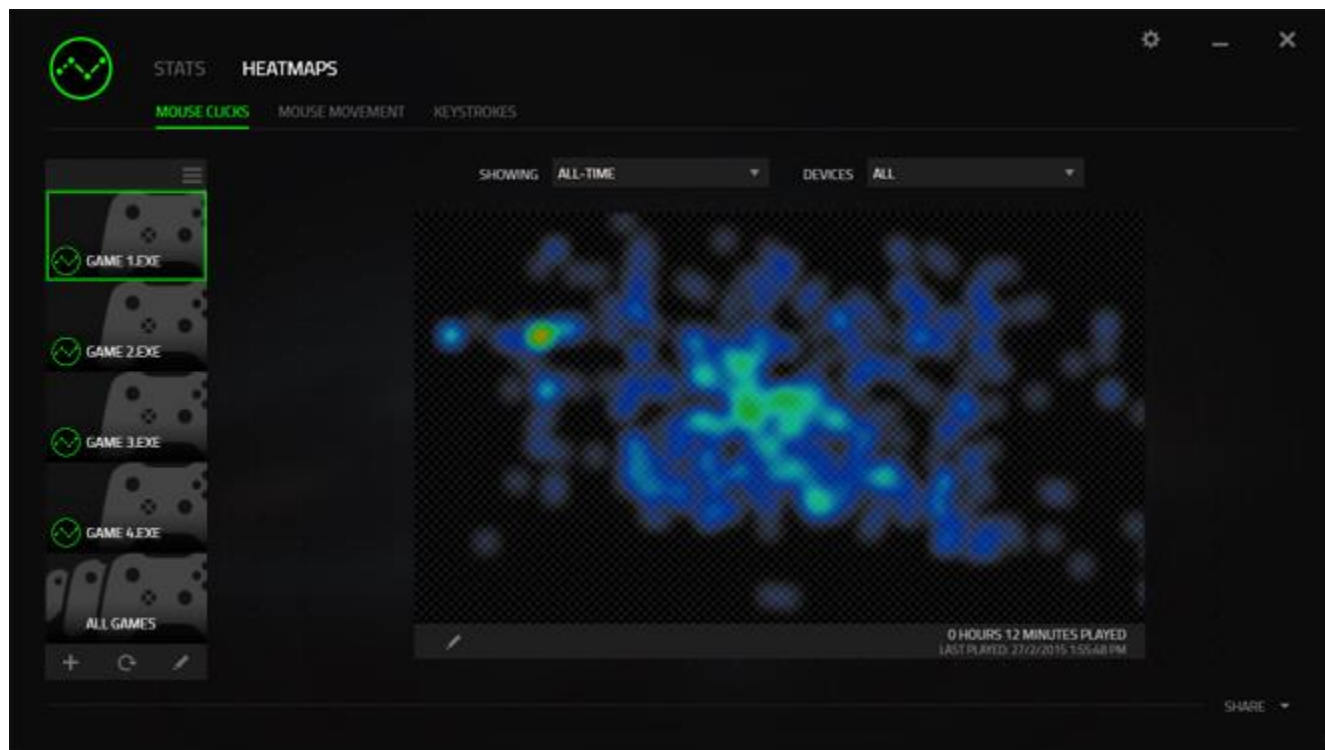 STATS HEATMAPS
MOUSE CLICKS MOUSE MOVEMENT KEYSTROKES
SHOWING ALL-TIME DEVICES ALL
GAME 1.EXE
GAME 2.EXE
GAME 3.EXE
GAME 4.EXE
ALL GAMES
0 HOURS 12 MINUTES PLAYED
LAST PLAYED: 27/2/2015 1:55:48 PM
SHARE